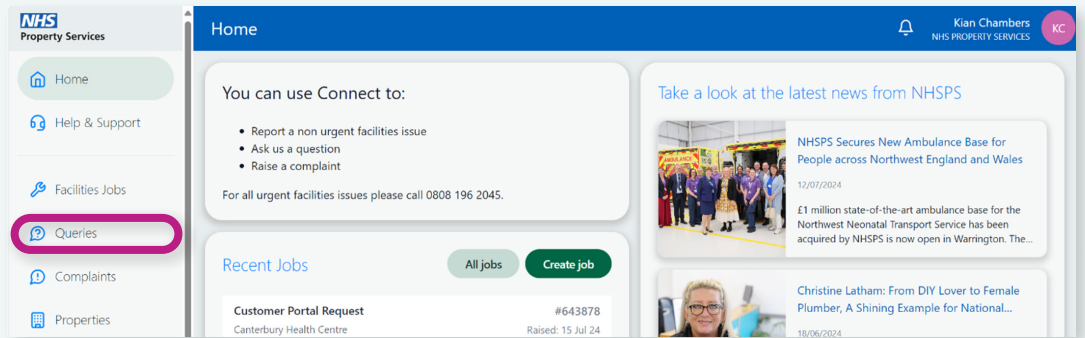 NHS
Property Services
Home
Help & Support
Facilities Jobs
Queries
Complaints
Properties
Home
Kian Chambers
NHS PROPERTY SERVICES
KC
You can use Connect to:
• Report a non urgent facilities issue
• Ask us a question
• Raise a complaint
For all urgent facilities issues please call 0808 196 2045.
Recent Jobs
All jobs
Create job
Customer Portal Request
#643878
Canterbury Health Centre
Raised: 15 Jul 24
Take a look at the latest news from NHSPS
AMBULANCE
NHSPS Secures New Ambulance Base for
People across Northwest England and Wales
12/07/2024
£1 million state-of-the-art ambulance base for the
Northwest Neonatal Transport Service has been
acquired by NHSPS is now open in Warrington. The...
Christine Latham: From DIY Lover to Female
Plumber, A Shining Example for National...
18/06/2024